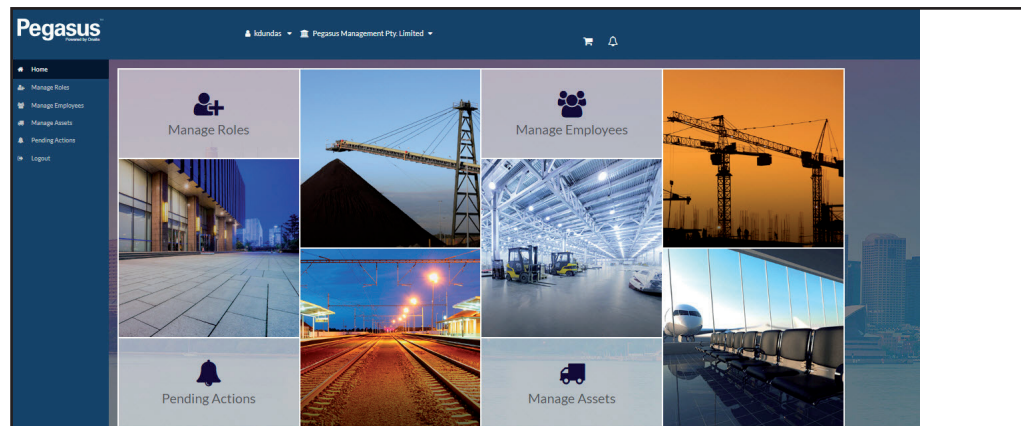 Pegasus
Powered by Onsite
kdundas
Pegasus Management Pty. Limited
Home
Manage Roles
Manage Employees
Manage Assets
Pending Actions
Logout
Manage Roles
Manage Employees
Pending Actions
Manage Assets